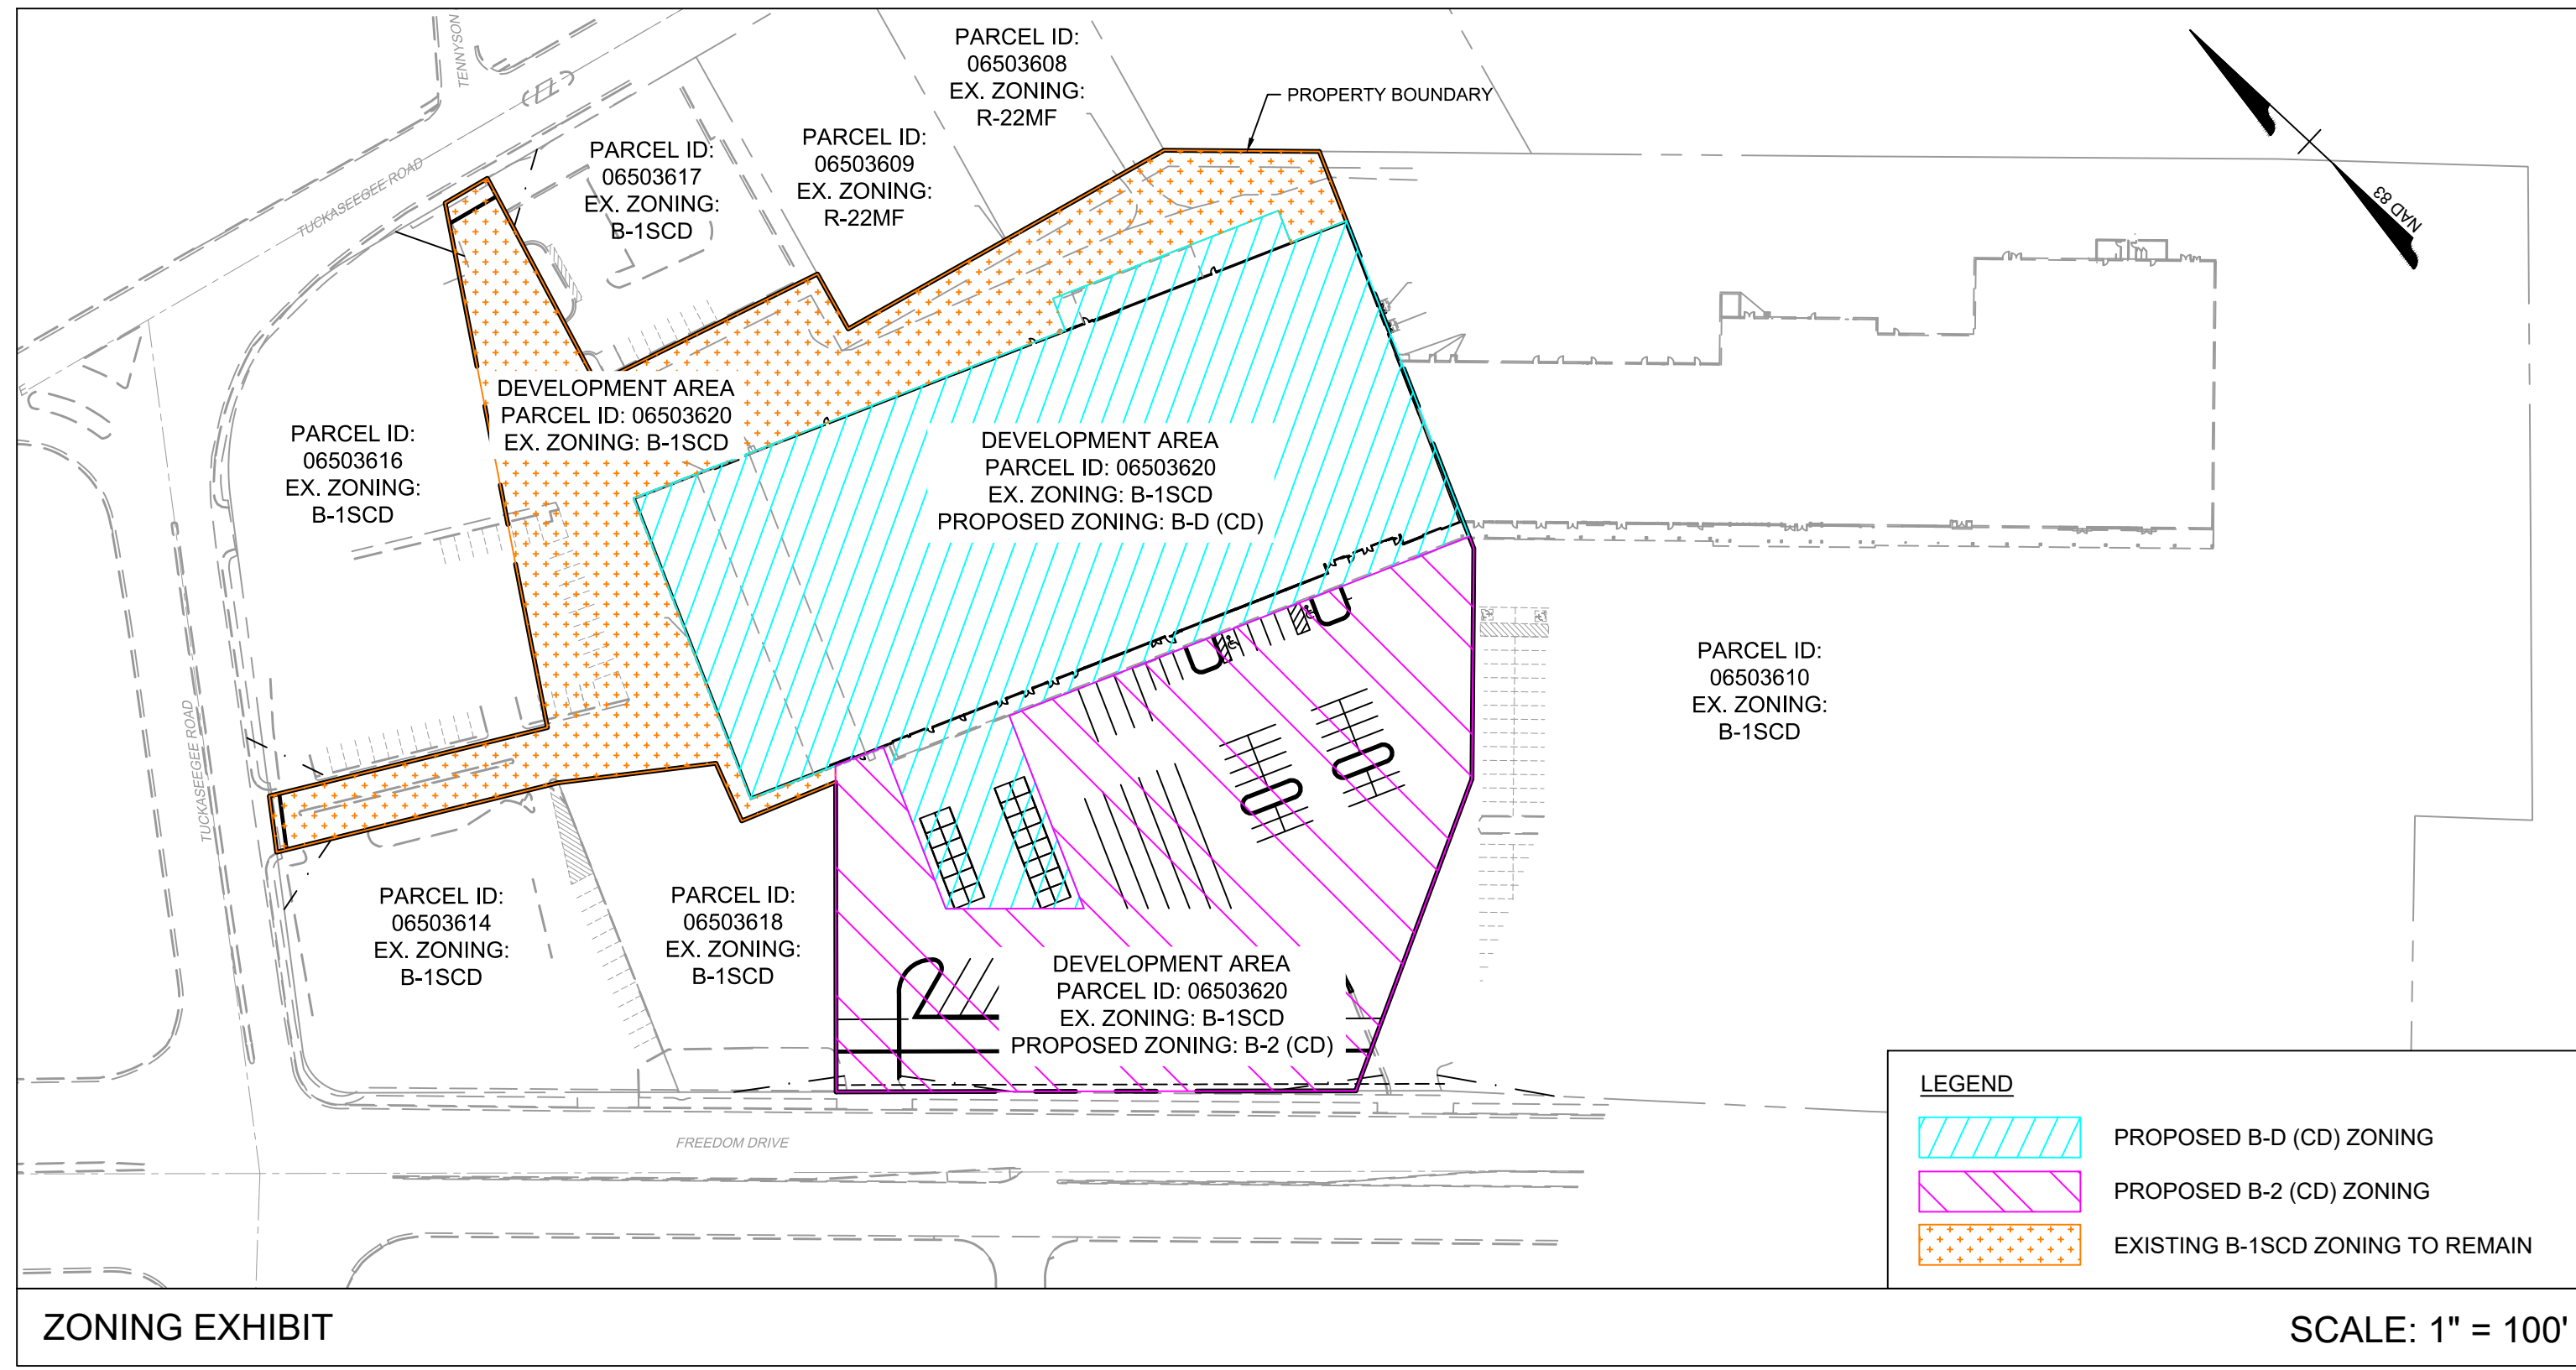 TENNYSON
TUCKASEEGEE ROAD
PARCEL ID:
06503608
EX. ZONING:
R-22MF
PROPERTY BOUNDARY
PARCEL ID:
06503609
EX. ZONING:
R-22MF
PARCEL ID:
06503617
EX. ZONING:
B-1SCD
NAD 83
DEVELOPMENT AREA
PARCEL ID: 06503620
EX. ZONING: B-1SCD
PARCEL ID:
06503616
EX. ZONING:
B-1SCD
DEVELOPMENT AREA
PARCEL ID: 06503620
EX. ZONING: B-1SCD
PROPOSED ZONING: B-D (CD)
PARCEL ID:
06503610
EX. ZONING:
B-1SCD
TUCKASEEGEE ROAD
PARCEL ID:
06503614
EX. ZONING:
B-1SCD
PARCEL ID:
06503618
EX. ZONING:
B-1SCD
DEVELOPMENT AREA
PARCEL ID: 06503620
EX. ZONING: B-1SCD
PROPOSED ZONING: B-2 (CD)
FREEDOM DRIVE
LEGEND
PROPOSED B-D (CD) ZONING
PROPOSED B-2 (CD) ZONING
EXISTING B-1SCD ZONING TO REMAIN
ZONING EXHIBIT
SCALE: 1" = 100'